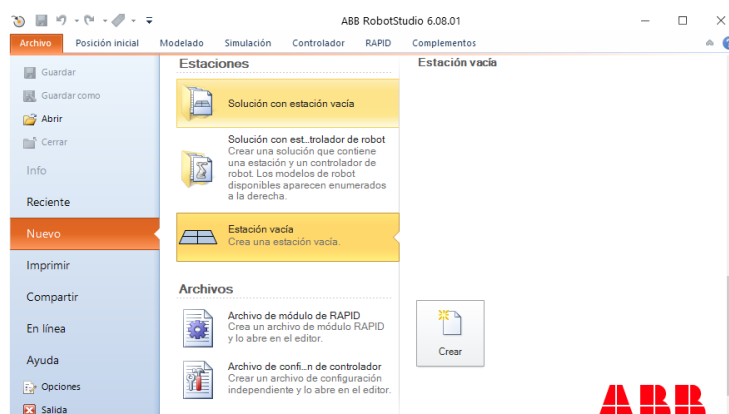 ABB RobotStudio 6.08.01
Archivo Posición inicial Modelado Simulación Controlador RAPID Complementos
Guardar
Guardar como
Abrir
Cerrar
Info
Reciente
Nuevo
Imprimir
Compartir
En línea
Ayuda
Opciones
Salida
Estaciones
Solución con estación vacía
Solución con est...trolador de robot
Crear una solución que contiene
una estación y un controlador de
robot. Los modelos de robot
disponibles aparecen enumerados
a la derecha.
Estación vacía
Crea una estación vacía.
Archivos
Archivo de módulo de RAPID
Crea un archivo de módulo RAPID
y lo abre en el editor.
Archivo de confi...n de controlador
Crear un archivo de configuración
independiente y lo abre en el editor.
Estación vacía
Crear
ABB